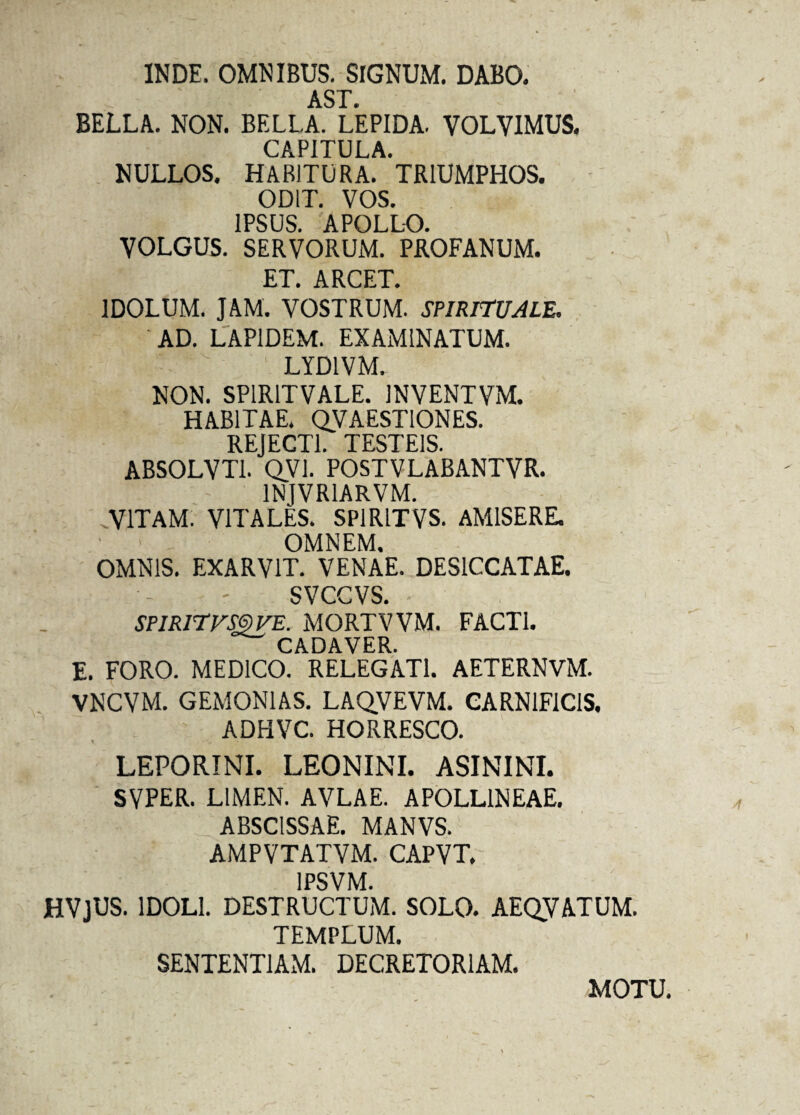 INDE. OMNIBUS. SIGNUM. DABO.
AST.
BELLA. NON. BELLA. LEPIDA. VOLVIMUS.
CAPITULA.
NULLOS. HABITURA. TRIUMPHOS.
ODIT. VOS.
IPSUS. APOLLO.
VOLGUS. SERVORUM. PROFANUM.
ET. ARCET.
IDOLUM. JAM. VOSTRUM. SPIRITUALE.
AD. LAPIDEM. EXAMINATUM.
LYDIVM.
NON. SPIRITVALE. INVENTVM.
HABITAE. QVAESTIONES.
REJECTI. TESTEIS.
ABSOLVTI. QVI. POSTVLABANTVR.
INJVRIARVM.
VITAM. VITALES. SPIRITVS. AMISERE.
OMNEM.
OMNIS. EXARVIT. VENAE. DESICCATAE.
SVCCVS.
SPIRITVSQVE. MORTVVM. FACTI.
CADAVER.
E. FORO. MEDICO. RELEGATI. AETERNVM.
VNCVM. GEMONIAS. LAQVEVM. CARNIFICIS.
ADHVC. HORRESCO.
LEPORINI. LEONINI. ASININI.
SVPER. LIMEN. AVLAE. APOLLINEAE.
ABSCISSAE. MANVS.
AMPVTATVM. CAPVT.
IPSVM.
HVJUS. IDOLI. DESTRUCTUM. SOLO. AEQVATUM.
TEMPLUM.
SENTENTIAM. DECRETORIAM.
MOTU.